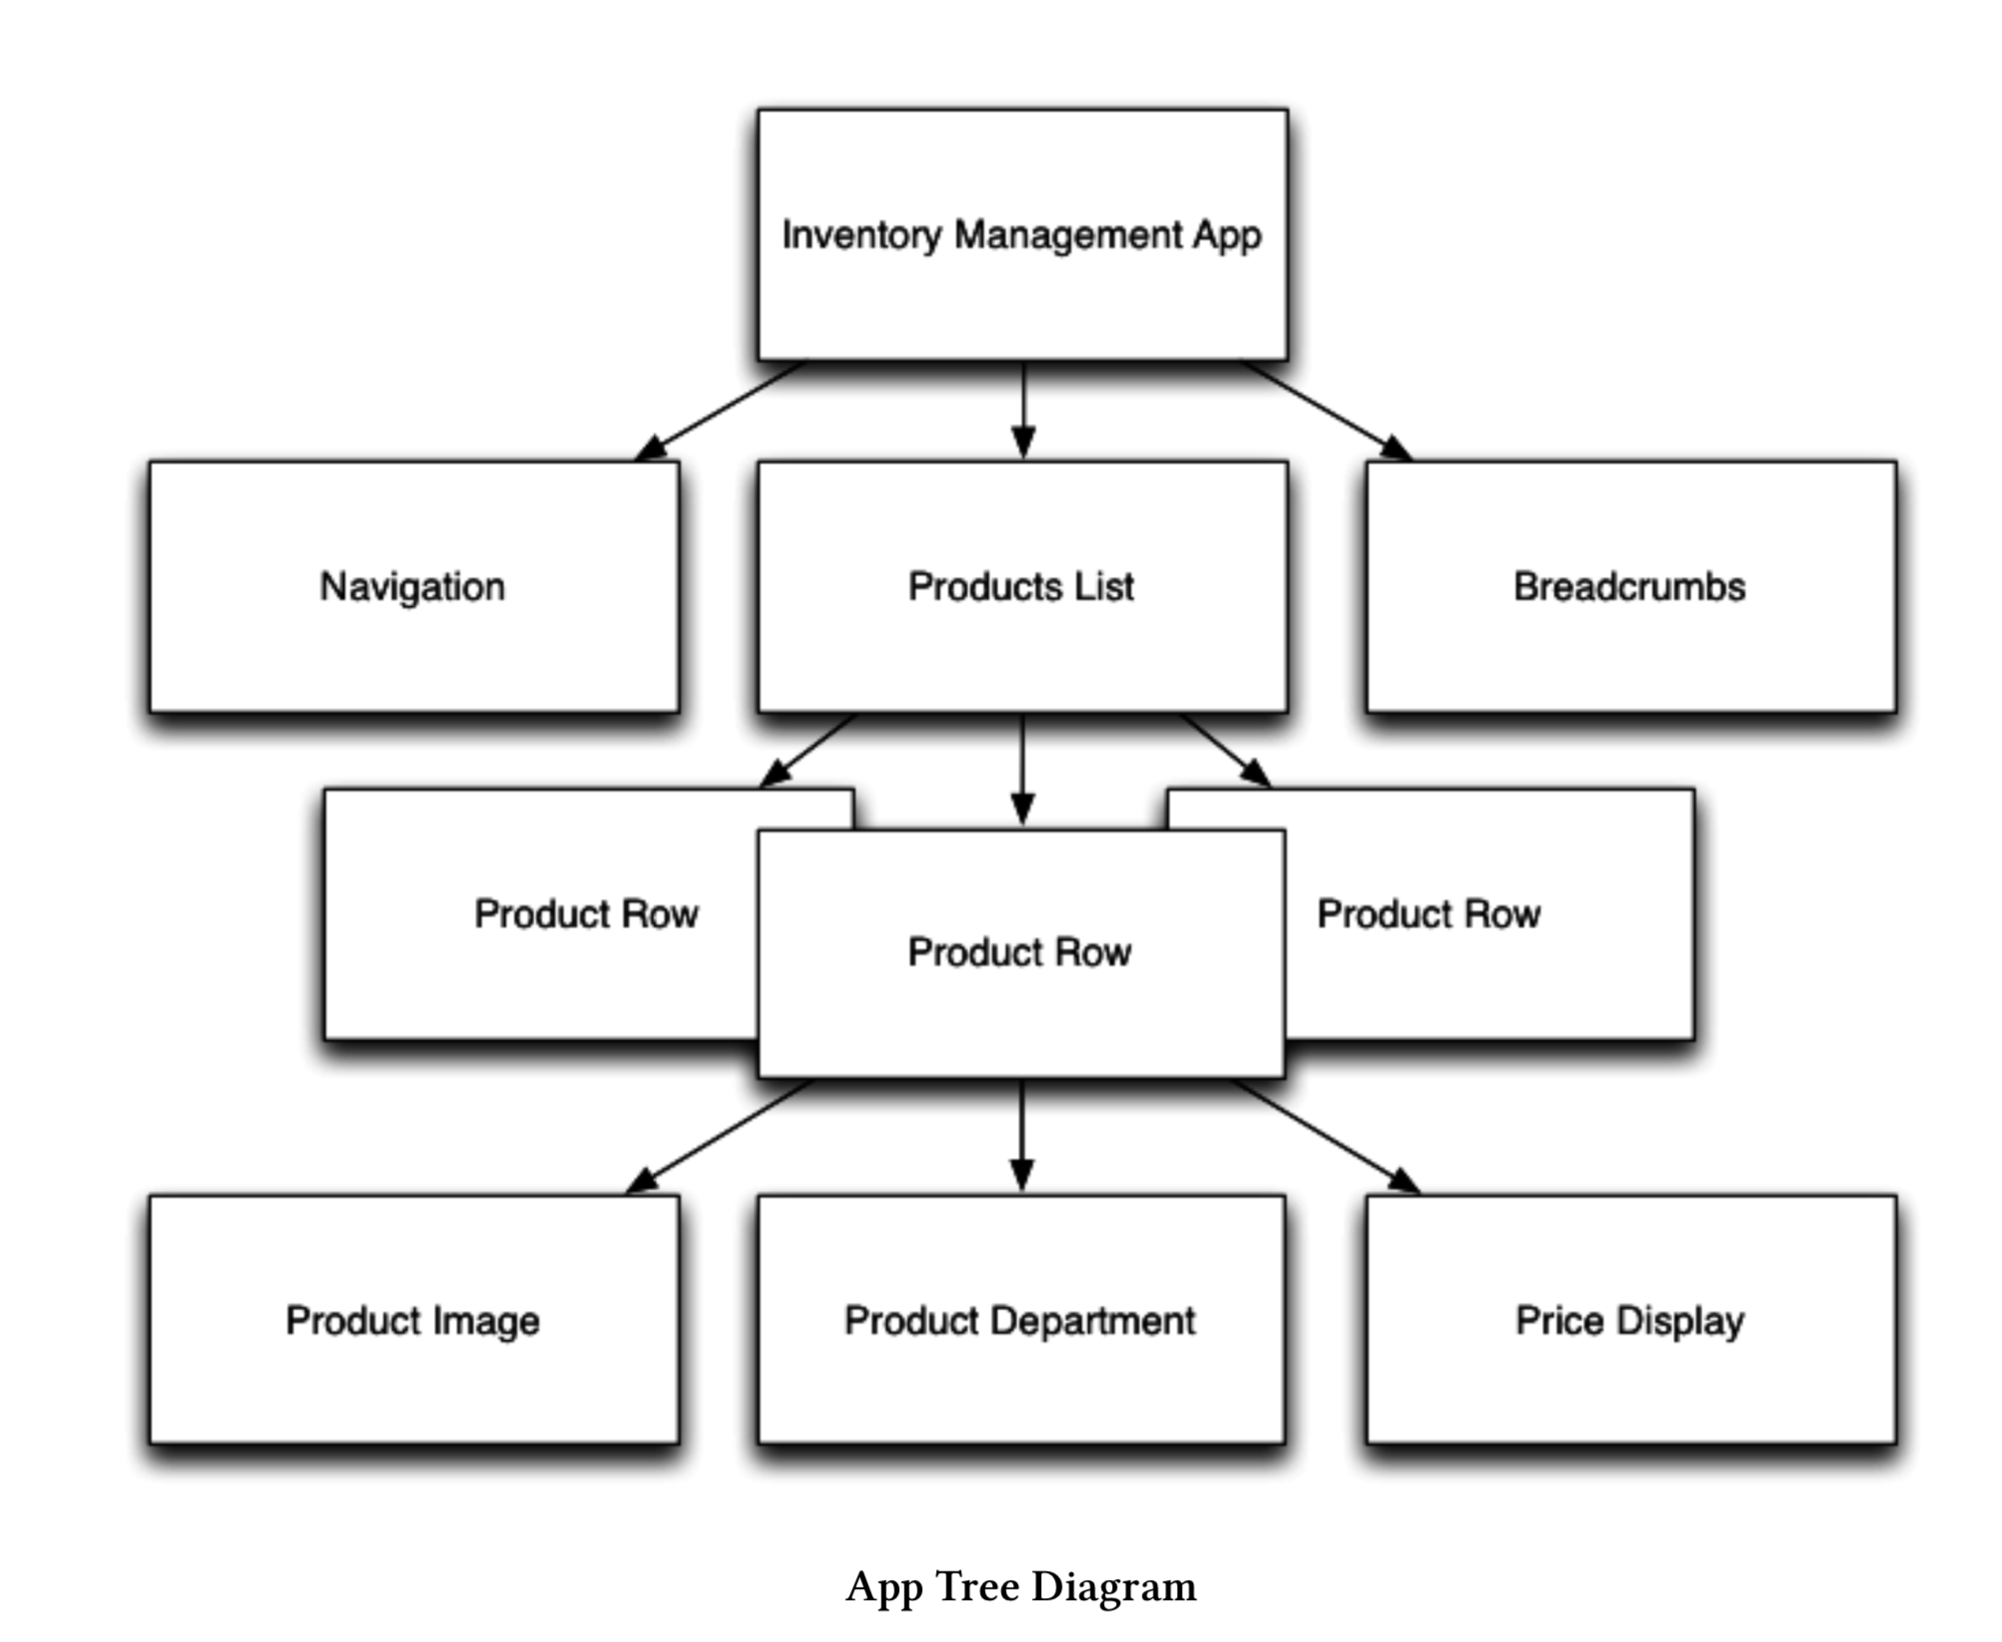 Inventory Management App
Navigation
Products List
Breadcrumbs
Product Row
Product Row
Product Row
Product Image
Product Department
Price Display
App Tree Diagram